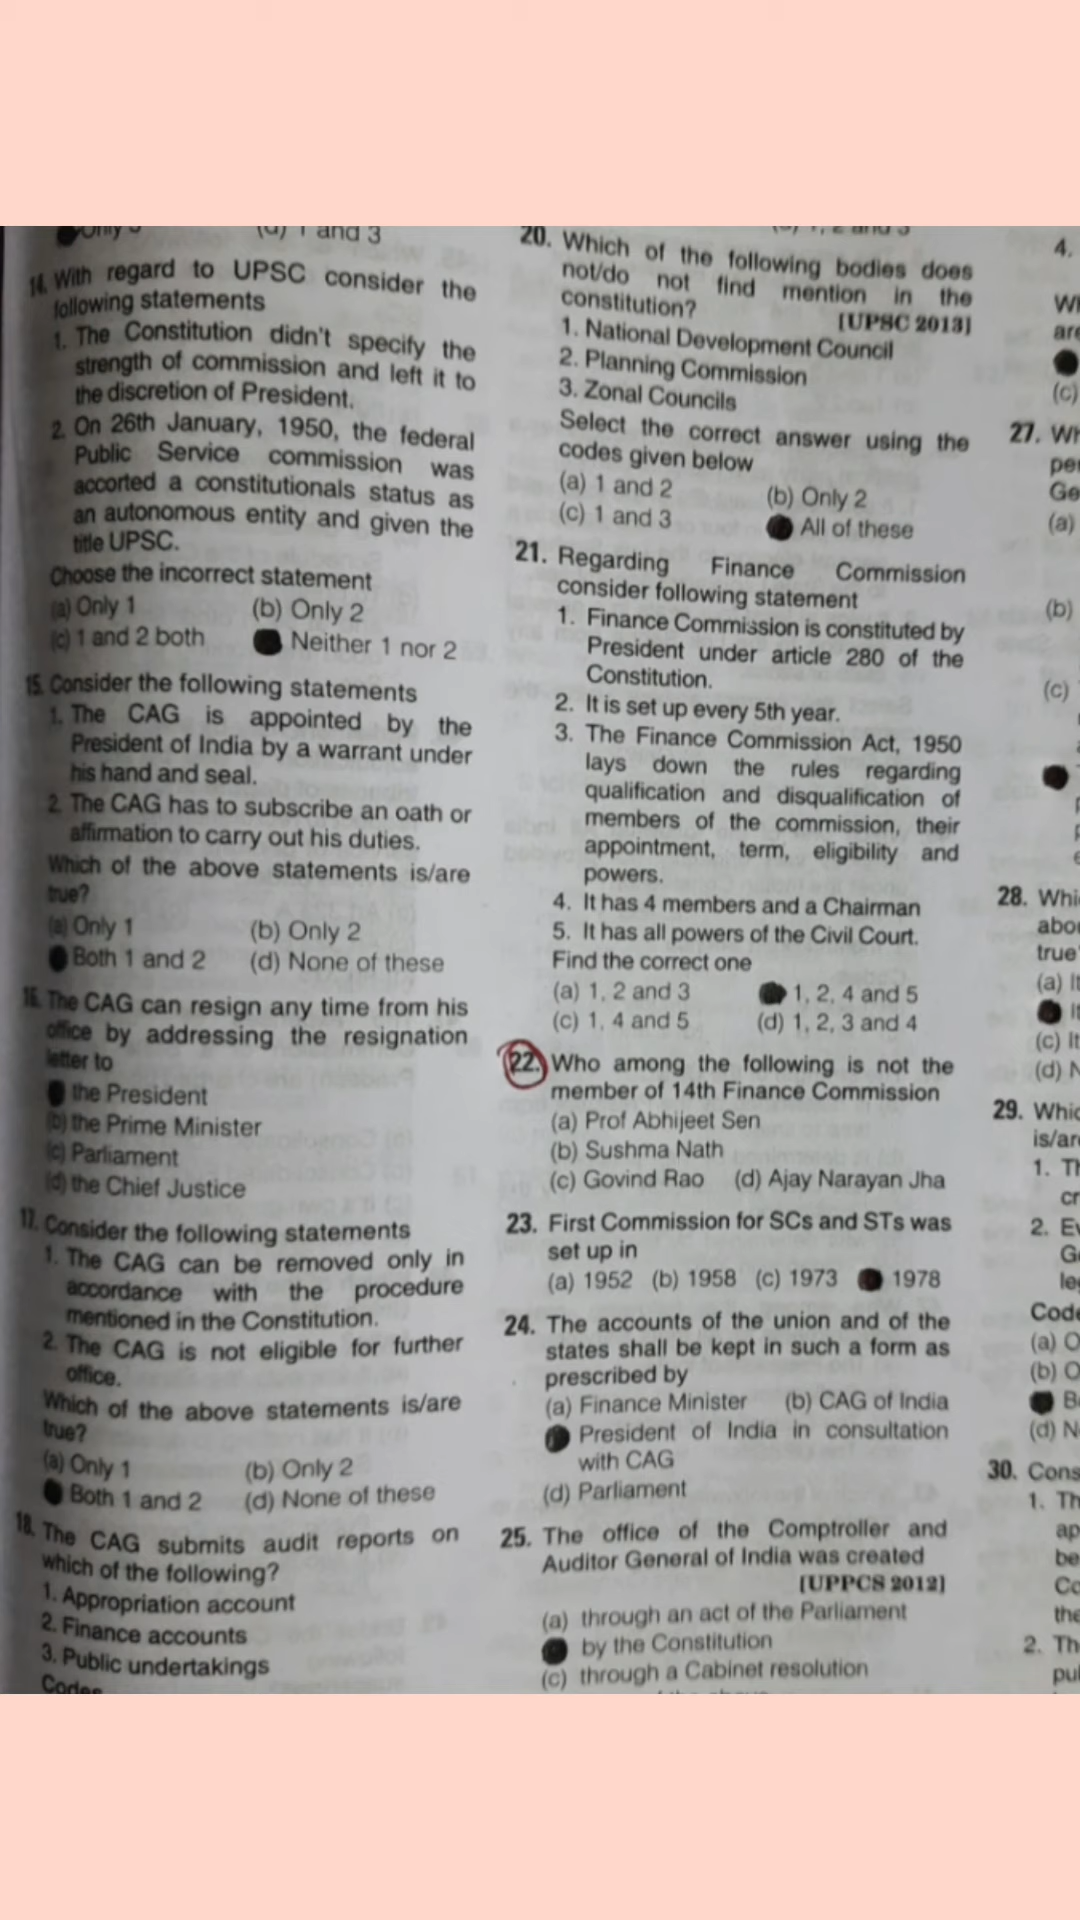 Only 3 (d) 1 and 3
14. With regard to UPSC consider the
following statements
1. The Constitution didn't specify the
strength of commission and left it to
the discretion of President.
2. On 26th January, 1950, the federal
Public Service commission was
accorted a constitutionals status as
an autonomous entity and given the
title UPSC.
Choose the incorrect statement
(a) Only 1 (b) Only 2
(c) 1 and 2 both Neither 1 nor 2
15. Consider the following statements
1. The CAG is appointed by the
President of India by a warrant under
his hand and seal.
2. The CAG has to subscribe an oath or
affirmation to carry out his duties.
Which of the above statements is/are
true?
(a) Only 1 (b) Only 2
Both 1 and 2 (d) None of these
16. The CAG can resign any time from his
office by addressing the resignation
letter to
the President
(b) the Prime Minister
(c) Parliament
(d) the Chief Justice
17. Consider the following statements
1. The CAG can be removed only in
accordance with the procedure
mentioned in the Constitution.
2. The CAG is not eligible for further
office.
Which of the above statements is/are
true?
(a) Only 1 (b) Only 2
Both 1 and 2 (d) None of these
18. The CAG submits audit reports on
which of the following?
1. Appropriation account
2. Finance accounts
3. Public undertakings
Codes
20. Which of the following bodies does
not/do not find mention in the
constitution? [UPSC 2013]
1. National Development Council
2. Planning Commission
3. Zonal Councils
Select the correct answer using the
codes given below
(a) 1 and 2 (b) Only 2
(c) 1 and 3 All of these
21. Regarding Finance Commission
consider following statement
1. Finance Commission is constituted by
President under article 280 of the
Constitution.
2. It is set up every 5th year.
3. The Finance Commission Act, 1950
lays down the rules regarding
qualification and disqualification of
members of the commission, their
appointment, term, eligibility and
powers.
4. It has 4 members and a Chairman
5. It has all powers of the Civil Court.
Find the correct one
(a) 1, 2 and 3 1, 2, 4 and 5
(c) 1, 4 and 5 (d) 1, 2, 3 and 4
22. Who among the following is not the
member of 14th Finance Commission
(a) Prof Abhijeet Sen
(b) Sushma Nath
(c) Govind Rao (d) Ajay Narayan Jha
23. First Commission for SCs and STs was
set up in
(a) 1952 (b) 1958 (c) 1973 1978
24. The accounts of the union and of the
states shall be kept in such a form as
prescribed by
(a) Finance Minister (b) CAG of India
President of India in consultation
with CAG
(d) Parliament
25. The office of the Comptroller and
Auditor General of India was created
[UPPCS 2012]
(a) through an act of the Parliament
by the Constitution
(c) through a Cabinet resolution
4.
(c)
27.
(a)
(b)
(c)
28.
true
(a) It
(c) It
(d)
29.
is/are
1.
2.
Code
(a)
(b)
(d)
30. Cons
1. Th
2. Th